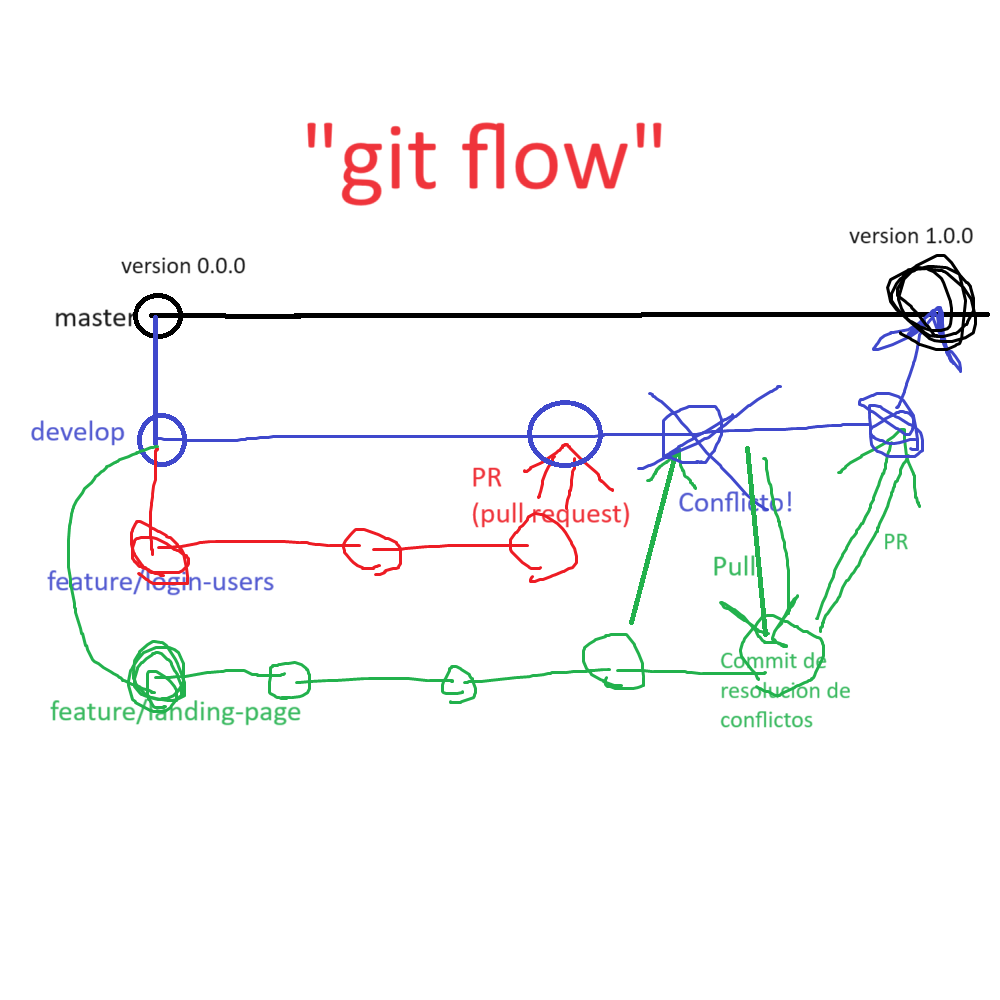 "git flow"
version 1.0.0
version 0.0.0
master
develop
PR
(pull request)
Conflicto!
PR
Pull
feature/login-users
Commit de
resolución de
conflictos
feature/landing-page